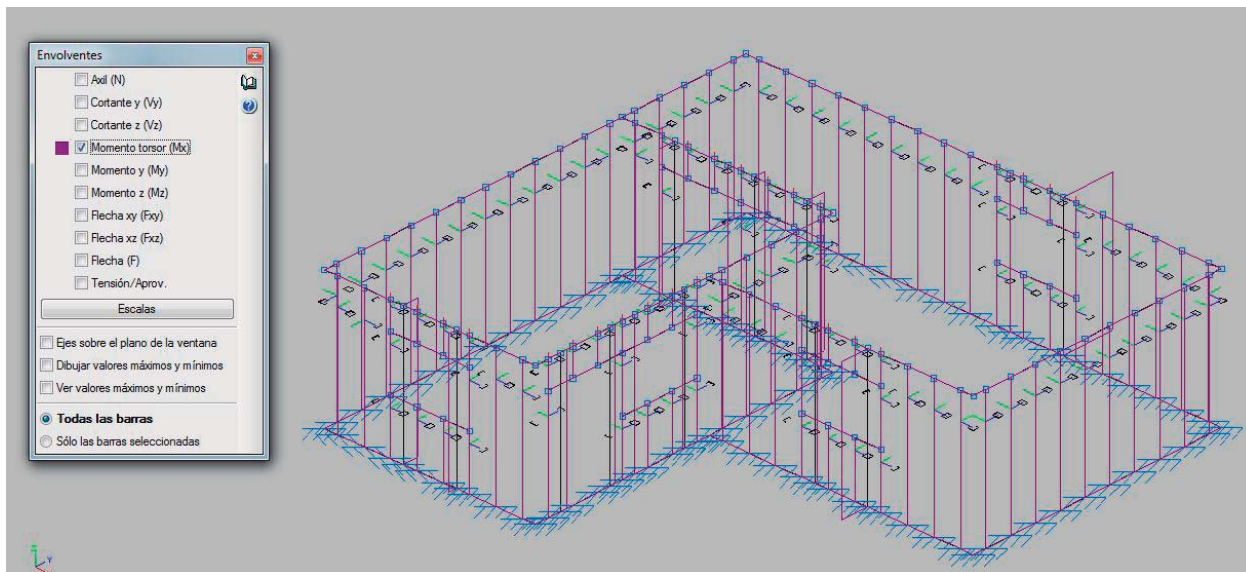 Envolventes
Axil (N)
Cortante y (Vy)
Cortante z (Vz)
Momento torsor (Mx)
Momento y (My)
Momento z (Mz)
Flecha xy (Fxy)
Flecha xz (Fxz)
Flecha (F)
Tensión/Aprov.
Escalas
Ejes sobre el plano de la ventana
Dibujar valores máximos y mínimos
Ver valores máximos y mínimos
Todas las barras
Sólo las barras seleccionadas
Z
Y